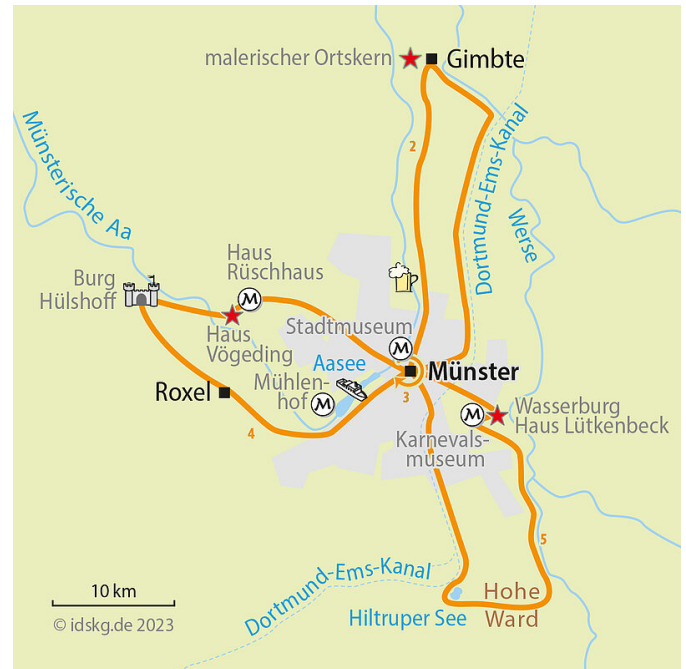 malerischer Ortskern
Gimbte
2
Münsterische Aa
Dortmund-Ems-Kanal
Werse
Haus
Rüschhaus
M
Burg
Hülshoff
Haus
Vögeding
Stadtmuseum
M
Aasee
Münster
Mühlen-
hof
M
3
Roxel
4
M
Wasserburg
Haus Lütkenbeck
Karnevals-
museum
5
Dortmund-Ems-Kanal
Hiltruper See
Hohe
Ward
10 km
© idskg.de 2023